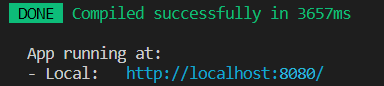 DONE Compiled successfully in 3657ms
App running at:
- Local: http://localhost:8080/